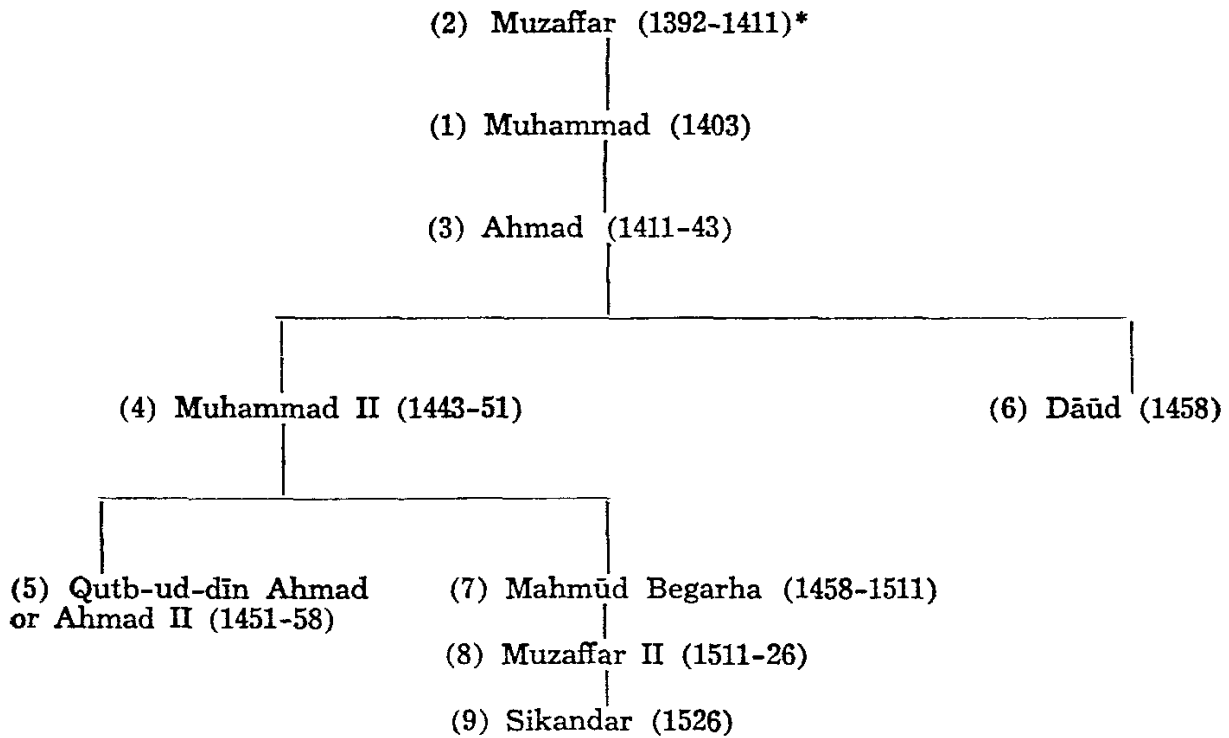 (2) Muzaffar (1392-1411)*
(1) Muhammad (1403)
(3) Ahmad (1411-43)
(4) Muhammad II (1443-51)
(6) Dāūd (1458)
(5) Qutb-ud-dīn Ahmad
or Ahmad II (1451-58)
(7) Mahmūd Begarha (1458-1511)
(8) Muzaffar II (1511-26)
(9) Sikandar (1526)